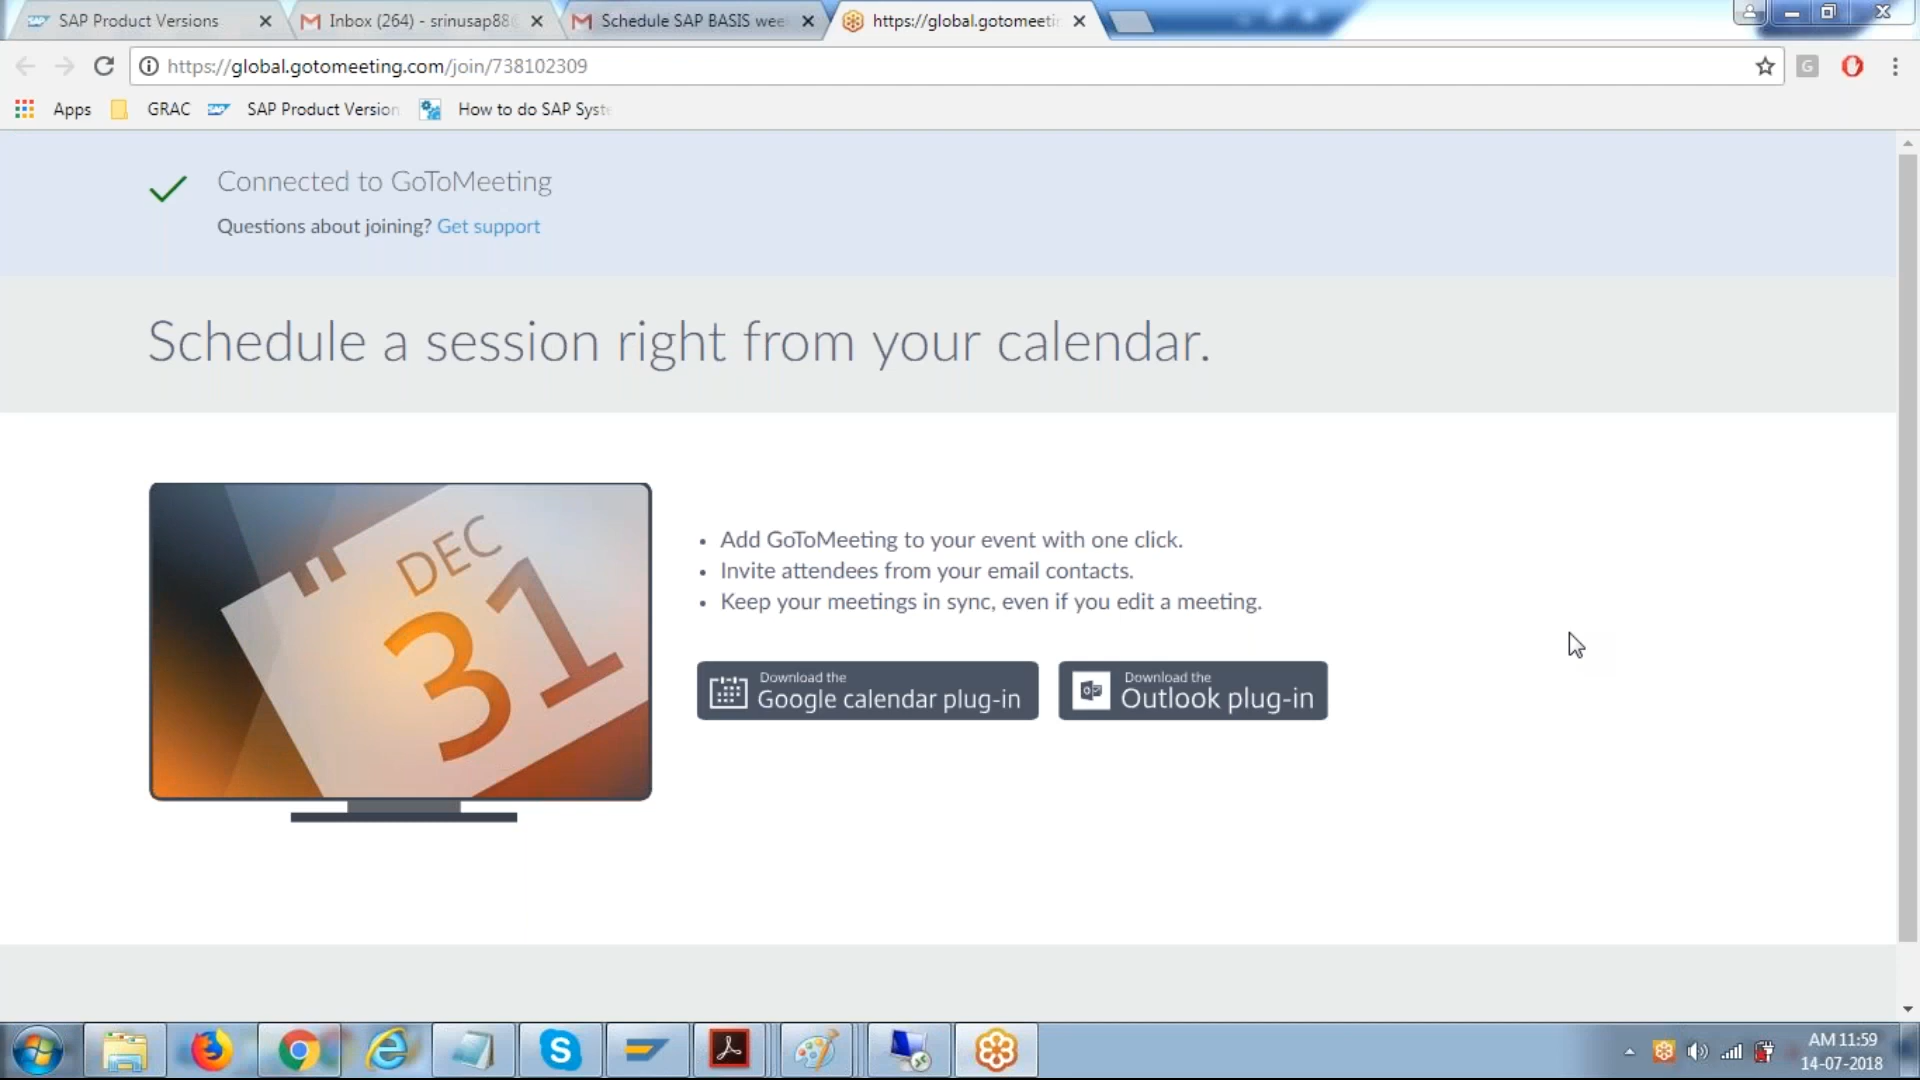 SAP Product Versions
Inbox (264) - srinusap88
Schedule SAP BASIS wee
https://global.gotomeeti
https://global.gotomeeting.com/join/738102309
G
Apps
GRAC
SAP Product Version
How to do SAP Syste
Connected to GoToMeeting
Questions about joining? Get support
Schedule a session right from your calendar.
DEC
31
• Add GoToMeeting to your event with one click.
• Invite attendees from your email contacts.
• Keep your meetings in sync, even if you edit a meeting.
Download the
Google calendar plug-in
Download the
Outlook plug-in
AM 11:59
14-07-2018